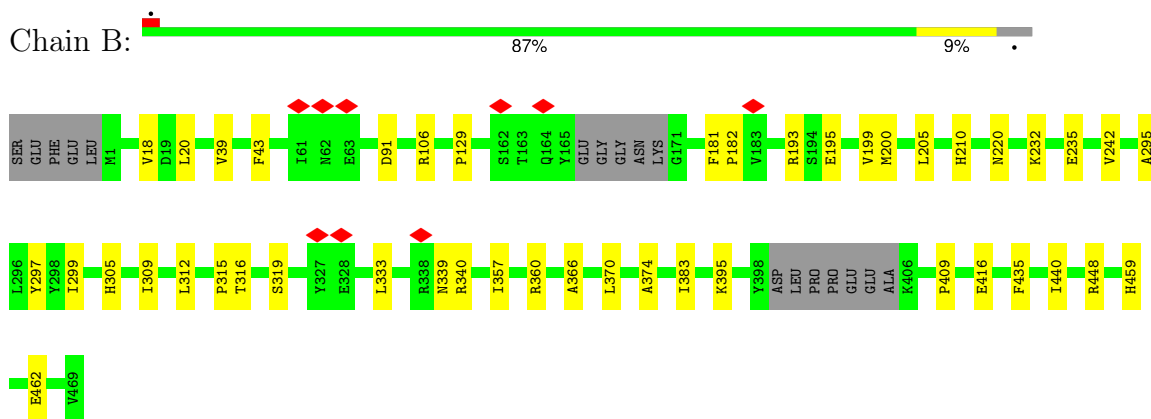 Chain B:
87% 9%
SER GLU PHE GLU LEU M1 V18 D19 L20 V39 F43 I61 N62 E63 D91 R106 P129 S162 T163 Q164 Y165 GLU GLY GLY ASN LYS G171 F181 P182 V183 R193 S194 E195 V199 M200 L205 H210 N220 K232 E235 V242 A295
L296 Y297 Y298 I299 H305 I309 L312 P315 T316 S319 Y327 E328 L333 R338 N339 R340 I357 R360 A366 L370 A374 I383 K395 Y398 ASP LEU PRO PRO GLU GLU ALA K406 P409 E416 F435 I440 R448 H459
E462 V469